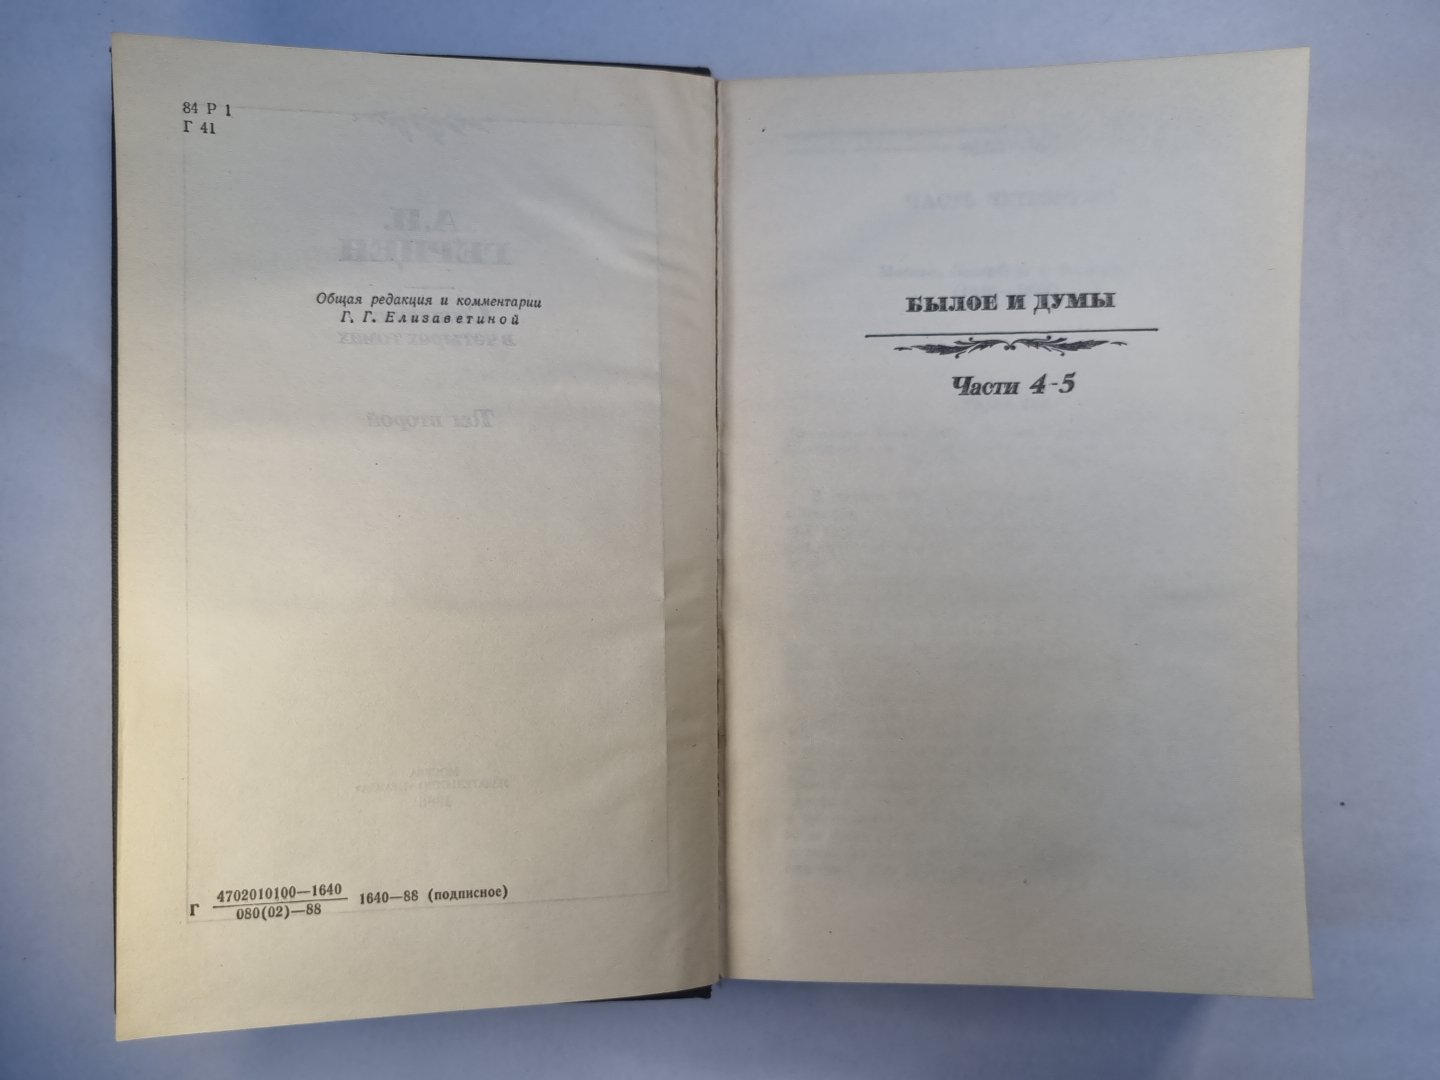 84 Р 1
Г 41
Общая редакция и комментарии
Г. Г. Елизаветиной
Г 4702010100—1640 1640—88 (подписное)
080(02)—88
БЫЛОЕ И ДУМЫ
Части 4-5